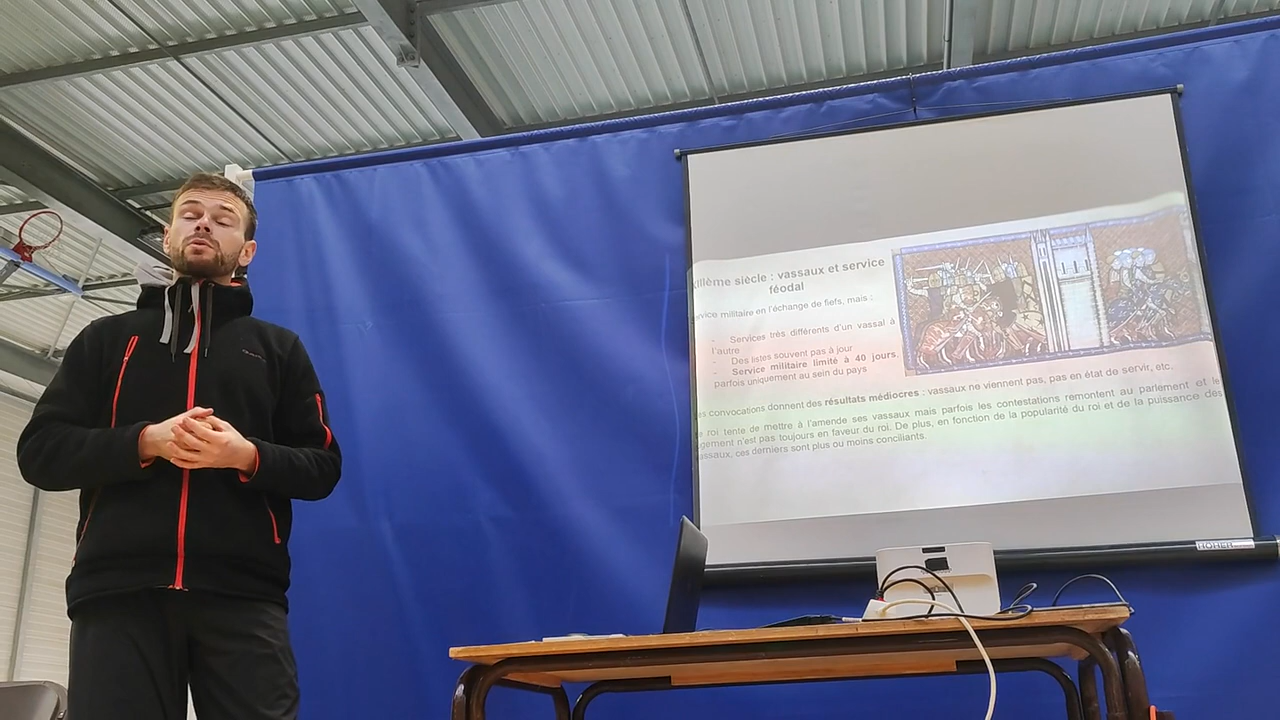 XIIIème siècle : vassaux et service
féodal
service militaire en l'échange de fiefs, mais :
- Services très différents d'un vassal à
l'autre
- Des listes souvent pas à jour
- Service militaire limité à 40 jours,
parfois uniquement au sein du pays
es convocations donnent des résultats médiocres : vassaux ne viennent pas, pas en état de servir, etc.
e roi tente de mettre à l'amende ses vassaux mais parfois les contestations remontent au parlement et le
gement n'est pas toujours en faveur du roi. De plus, en fonction de la popularité du roi et de la puissance des
assaux, ces derniers sont plus ou moins conciliants.
HOHER